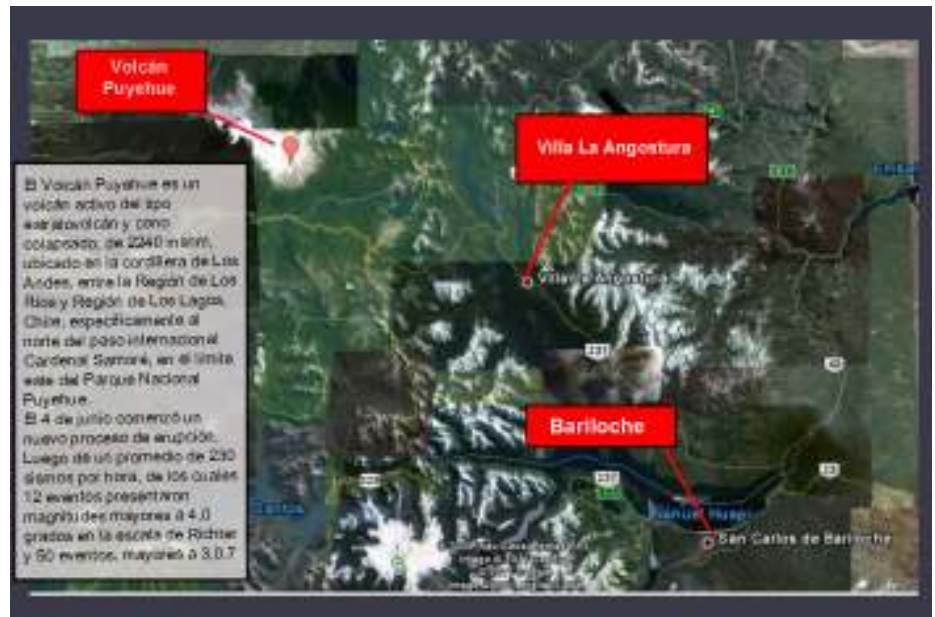 Volcán
Puyehue
Villa La Angostura
Bariloche
El Volcán Puyehue es un
volcán activo del tipo
estratovolcán y cono
colapsado, de 2240 msnm,
ubicado en la cordillera de Los
Andes, entre la Región de Los
Ríos y Región de Los Lagos,
Chile, específicamente al
norte del paso internacional
Cardenal Samoré, en el límite
este del Parque Nacional
Puyehue.
El 4 de junio comenzó un
nuevo proceso de erupción.
Luego de un promedio de 230
sismos por hora, de los cuales
12 eventos presentaron
magnitudes mayores a 4,0
grados en la escala de Richter
y 50 eventos, mayores a 3,0.7
Villa La Angostura
231
237
Nahuel Huapi
San Carlos de Bariloche